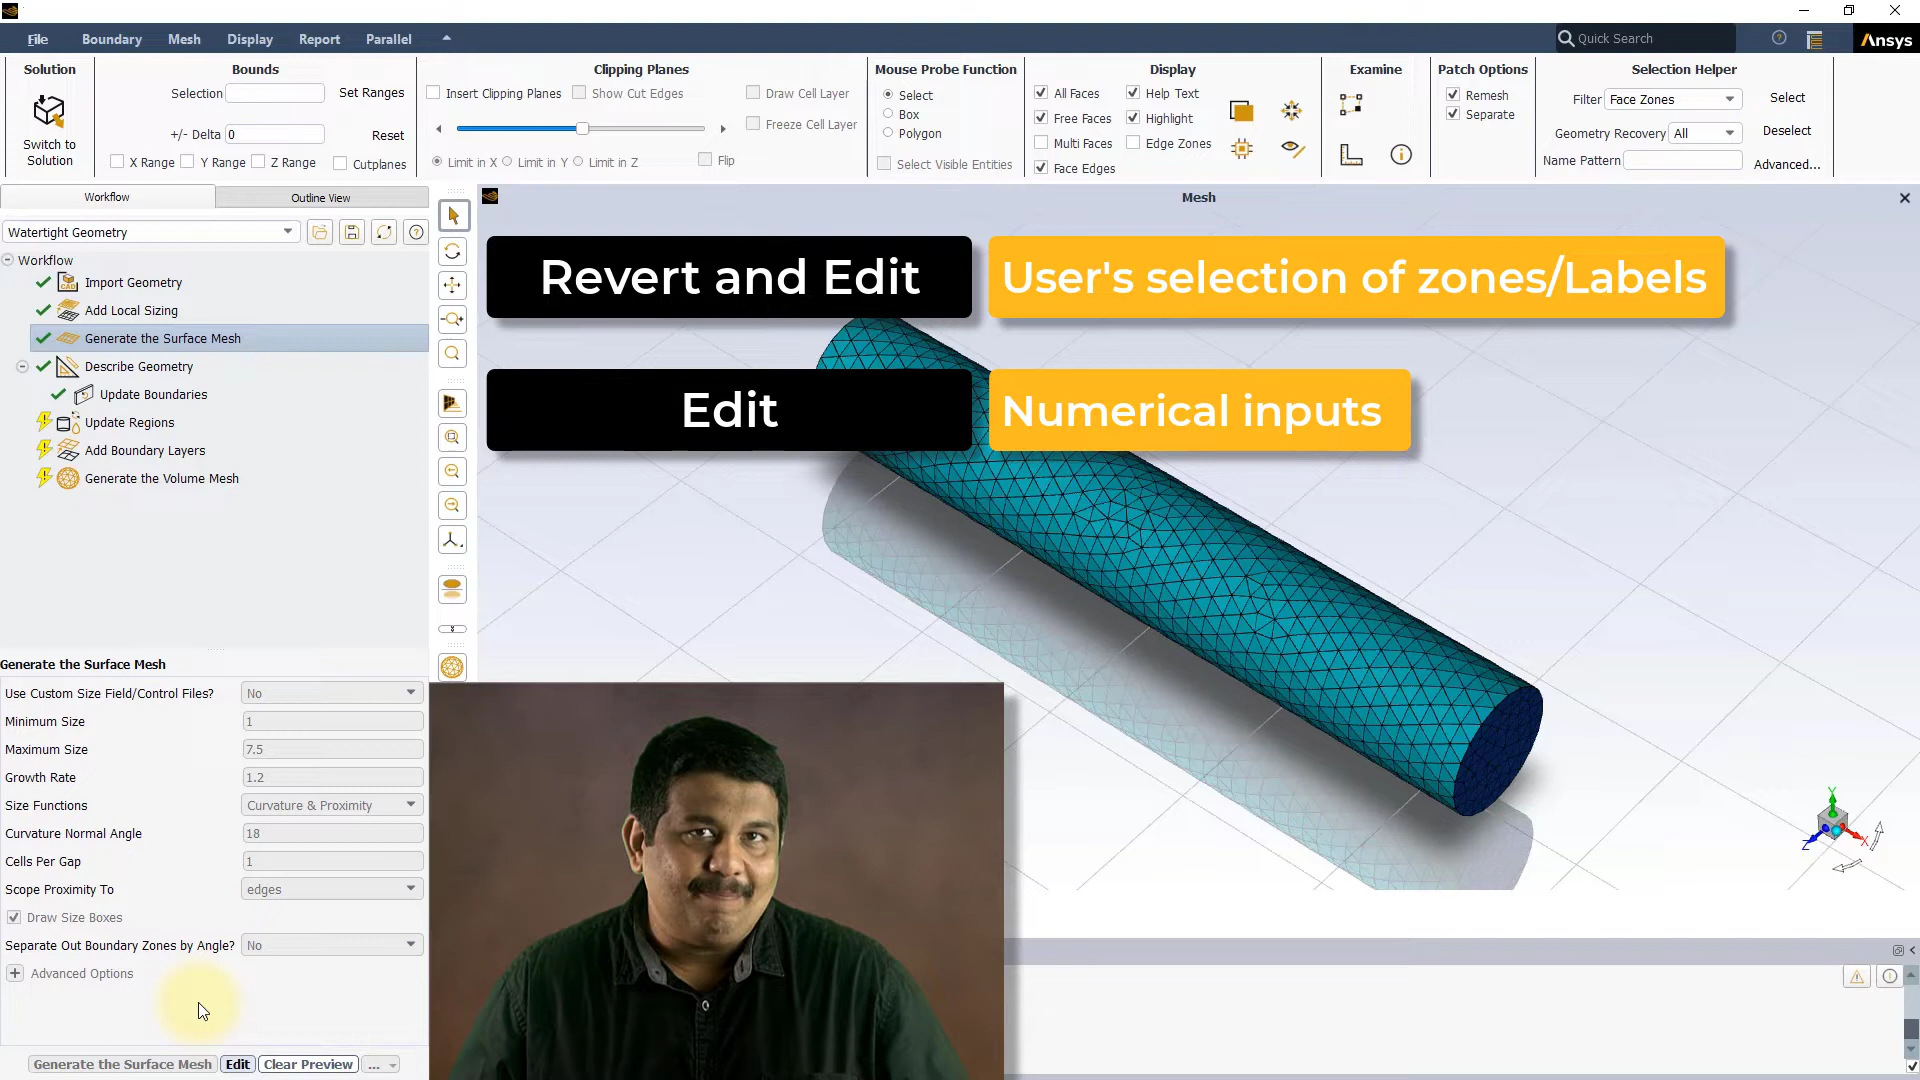 File
Boundary
Mesh
Display
Report
Parallel
Quick Search
Ansys
Solution
Switch to
Solution
Bounds
Selection
Set Ranges
+/- Delta 0
Reset
X Range
Y Range
Z Range
Cutplanes
Clipping Planes
Insert Clipping Planes
Show Cut Edges
Draw Cell Layer
Freeze Cell Layer
Limit in X
Limit in Y
Limit in Z
Flip
Mouse Probe Function
Select
Box
Polygon
Select Visible Entities
Display
All Faces
Help Text
Free Faces
Highlight
Multi Faces
Edge Zones
Face Edges
Examine
Patch Options
Remesh
Separate
Selection Helper
Filter Face Zones
Select
Geometry Recovery All
Deselect
Name Pattern
Advanced...
Workflow
Outline View
Mesh
Watertight Geometry
Workflow
Import Geometry
Add Local Sizing
Generate the Surface Mesh
Describe Geometry
Update Boundaries
Update Regions
Add Boundary Layers
Generate the Volume Mesh
Revert and Edit
User's selection of zones/Labels
Edit
Numerical inputs
Y
X
Z
Generate the Surface Mesh
Use Custom Size Field/Control Files? No
Minimum Size 1
Maximum Size 7.5
Growth Rate 1.2
Size Functions Curvature & Proximity
Curvature Normal Angle 18
Cells Per Gap 1
Scope Proximity To edges
Draw Size Boxes
Separate Out Boundary Zones by Angle? No
Advanced Options
Generate the Surface Mesh
Edit
Clear Preview
...